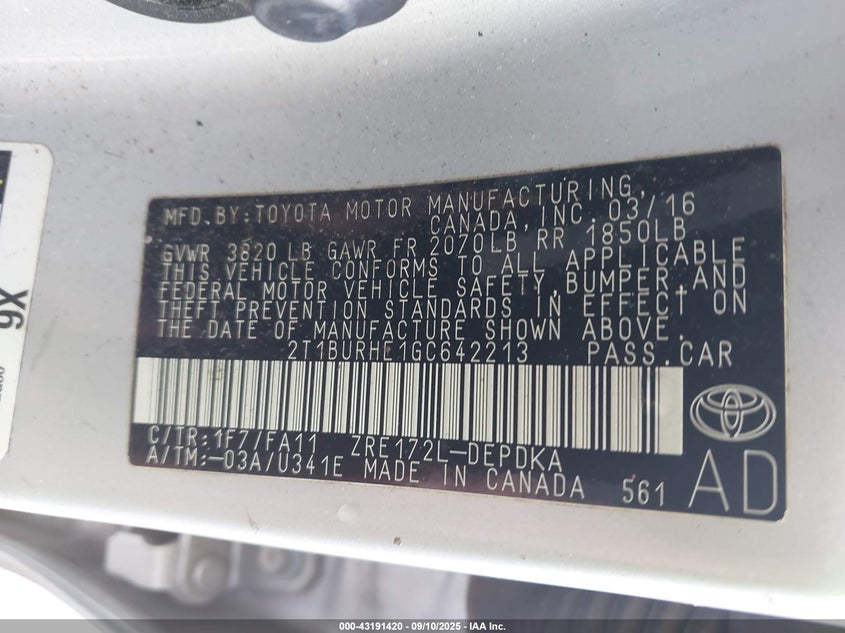 MFD.BY:TOYOTA MOTOR MANUFACTURING,
CANADA, INC. 03/16
GVWR 3820 LB GAWR FR 2070LB RR 1850LB
THIS VEHICLE CONFORMS TO ALL APPLICABLE
FEDERAL MOTOR VEHICLE SAFETY,BUMPER,AND
THEFT PREVENTION STANDARDS IN EFFECT ON
THE DATE OF MANUFACTURE SHOWN ABOVE.
2T1BURHE1GC642213 PASS.CAR
C/TR:1F7/FA11 ZRE172L-DEPDKA
A/TM:-03A/U341E MADE IN CANADA 561
AD
000-43191420 - 09/10/2025 - IAA Inc.